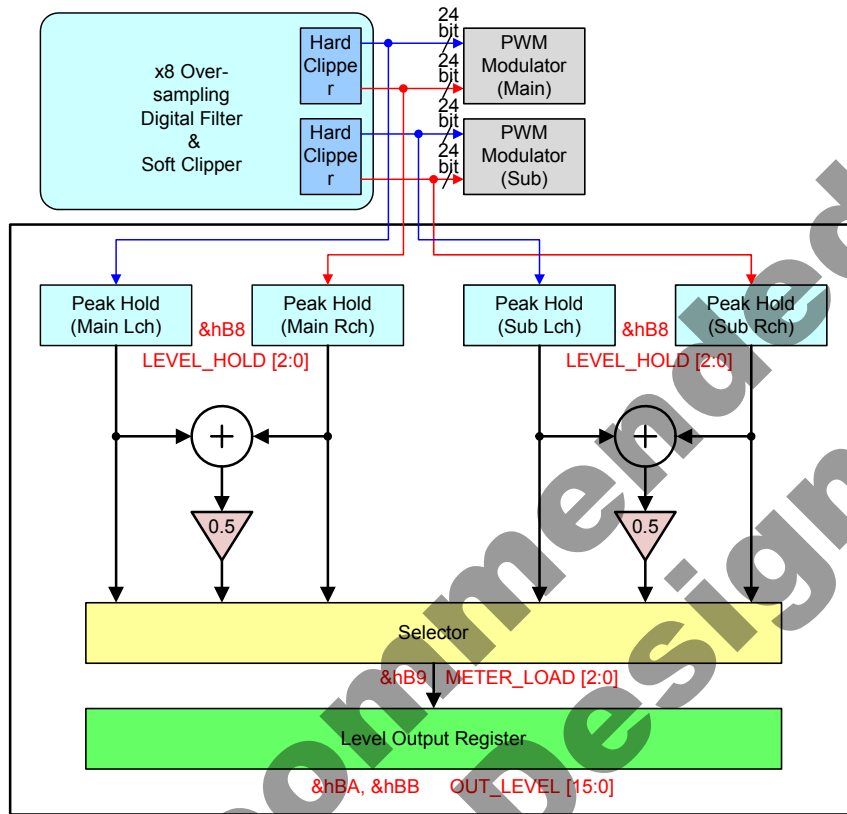 x8 Over-
sampling
Digital Filter
&
Soft Clipper
Hard
Clippe
r
Hard
Clippe
r
24
bit
24
bit
24
bit
24
bit
PWM
Modulator
(Main)
PWM
Modulator
(Sub)
Peak Hold
(Main Lch)
&hB8
Peak Hold
(Main Rch)
LEVEL_HOLD [2:0]
Peak Hold
(Sub Lch)
&hB8
Peak Hold
(Sub Rch)
LEVEL_HOLD [2:0]
+
+
0.5
0.5
Selector
&hB9 METER_LOAD [2:0]
Level Output Register
&hBA, &hBB OUT_LEVEL [15:0]
ommended
Design